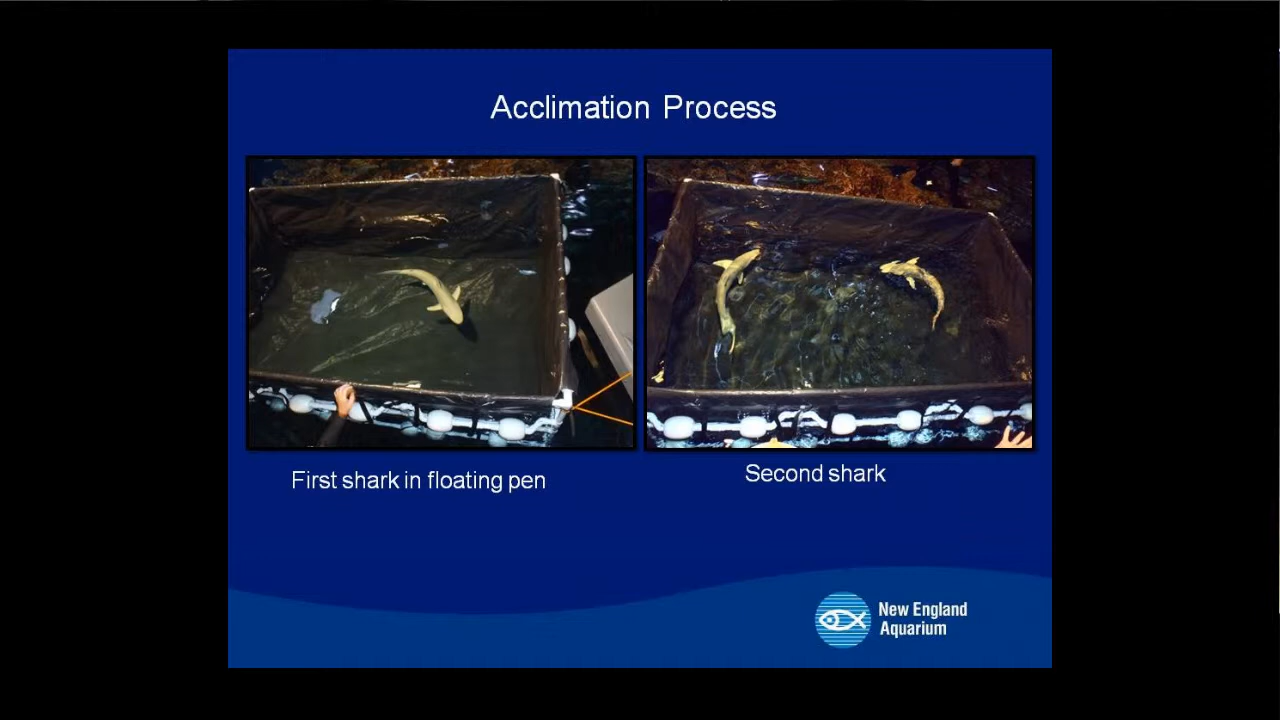 Acclimation Process
First shark in floating pen
Second shark
New England
Aquarium